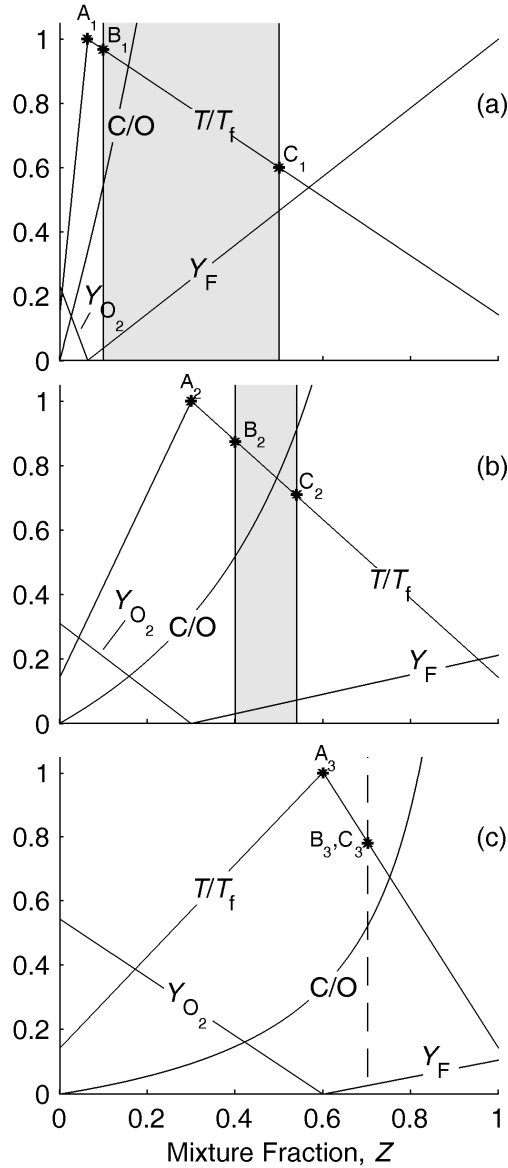 A1
1
B1
C/O
T/Tf
(a)
0.8
C1
0.6
0.4
YF
0.2
YO2
0
A2
1
B2
(b)
0.8
C2
0.6
T/Tf
0.4
YO2
C/O
YF
0.2
0
A3
1
B3,C3
(c)
0.8
T/Tf
0.6
0.4
YO2
C/O
0.2
YF
0
0 0.2 0.4 0.6 0.8 1
Mixture Fraction, Z